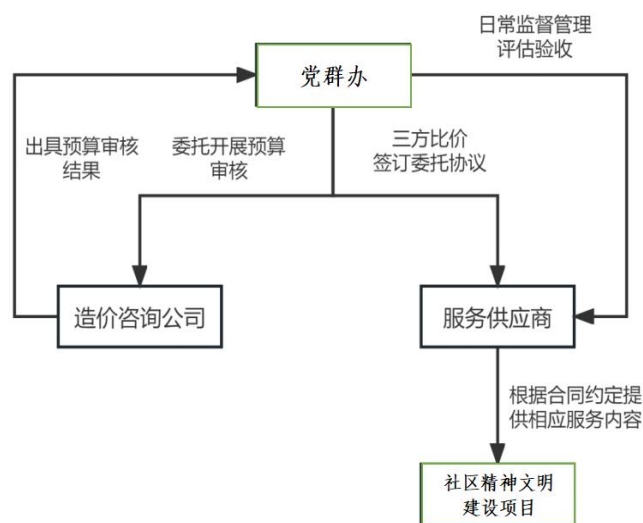 日常监督管理
评估验收
党群办
出具预算审核
结果
委托开展预算
审核
三方比价
签订委托协议
造价咨询公司
服务供应商
根据合同约定提
供相应服务内容
社区精神文明
建设项目